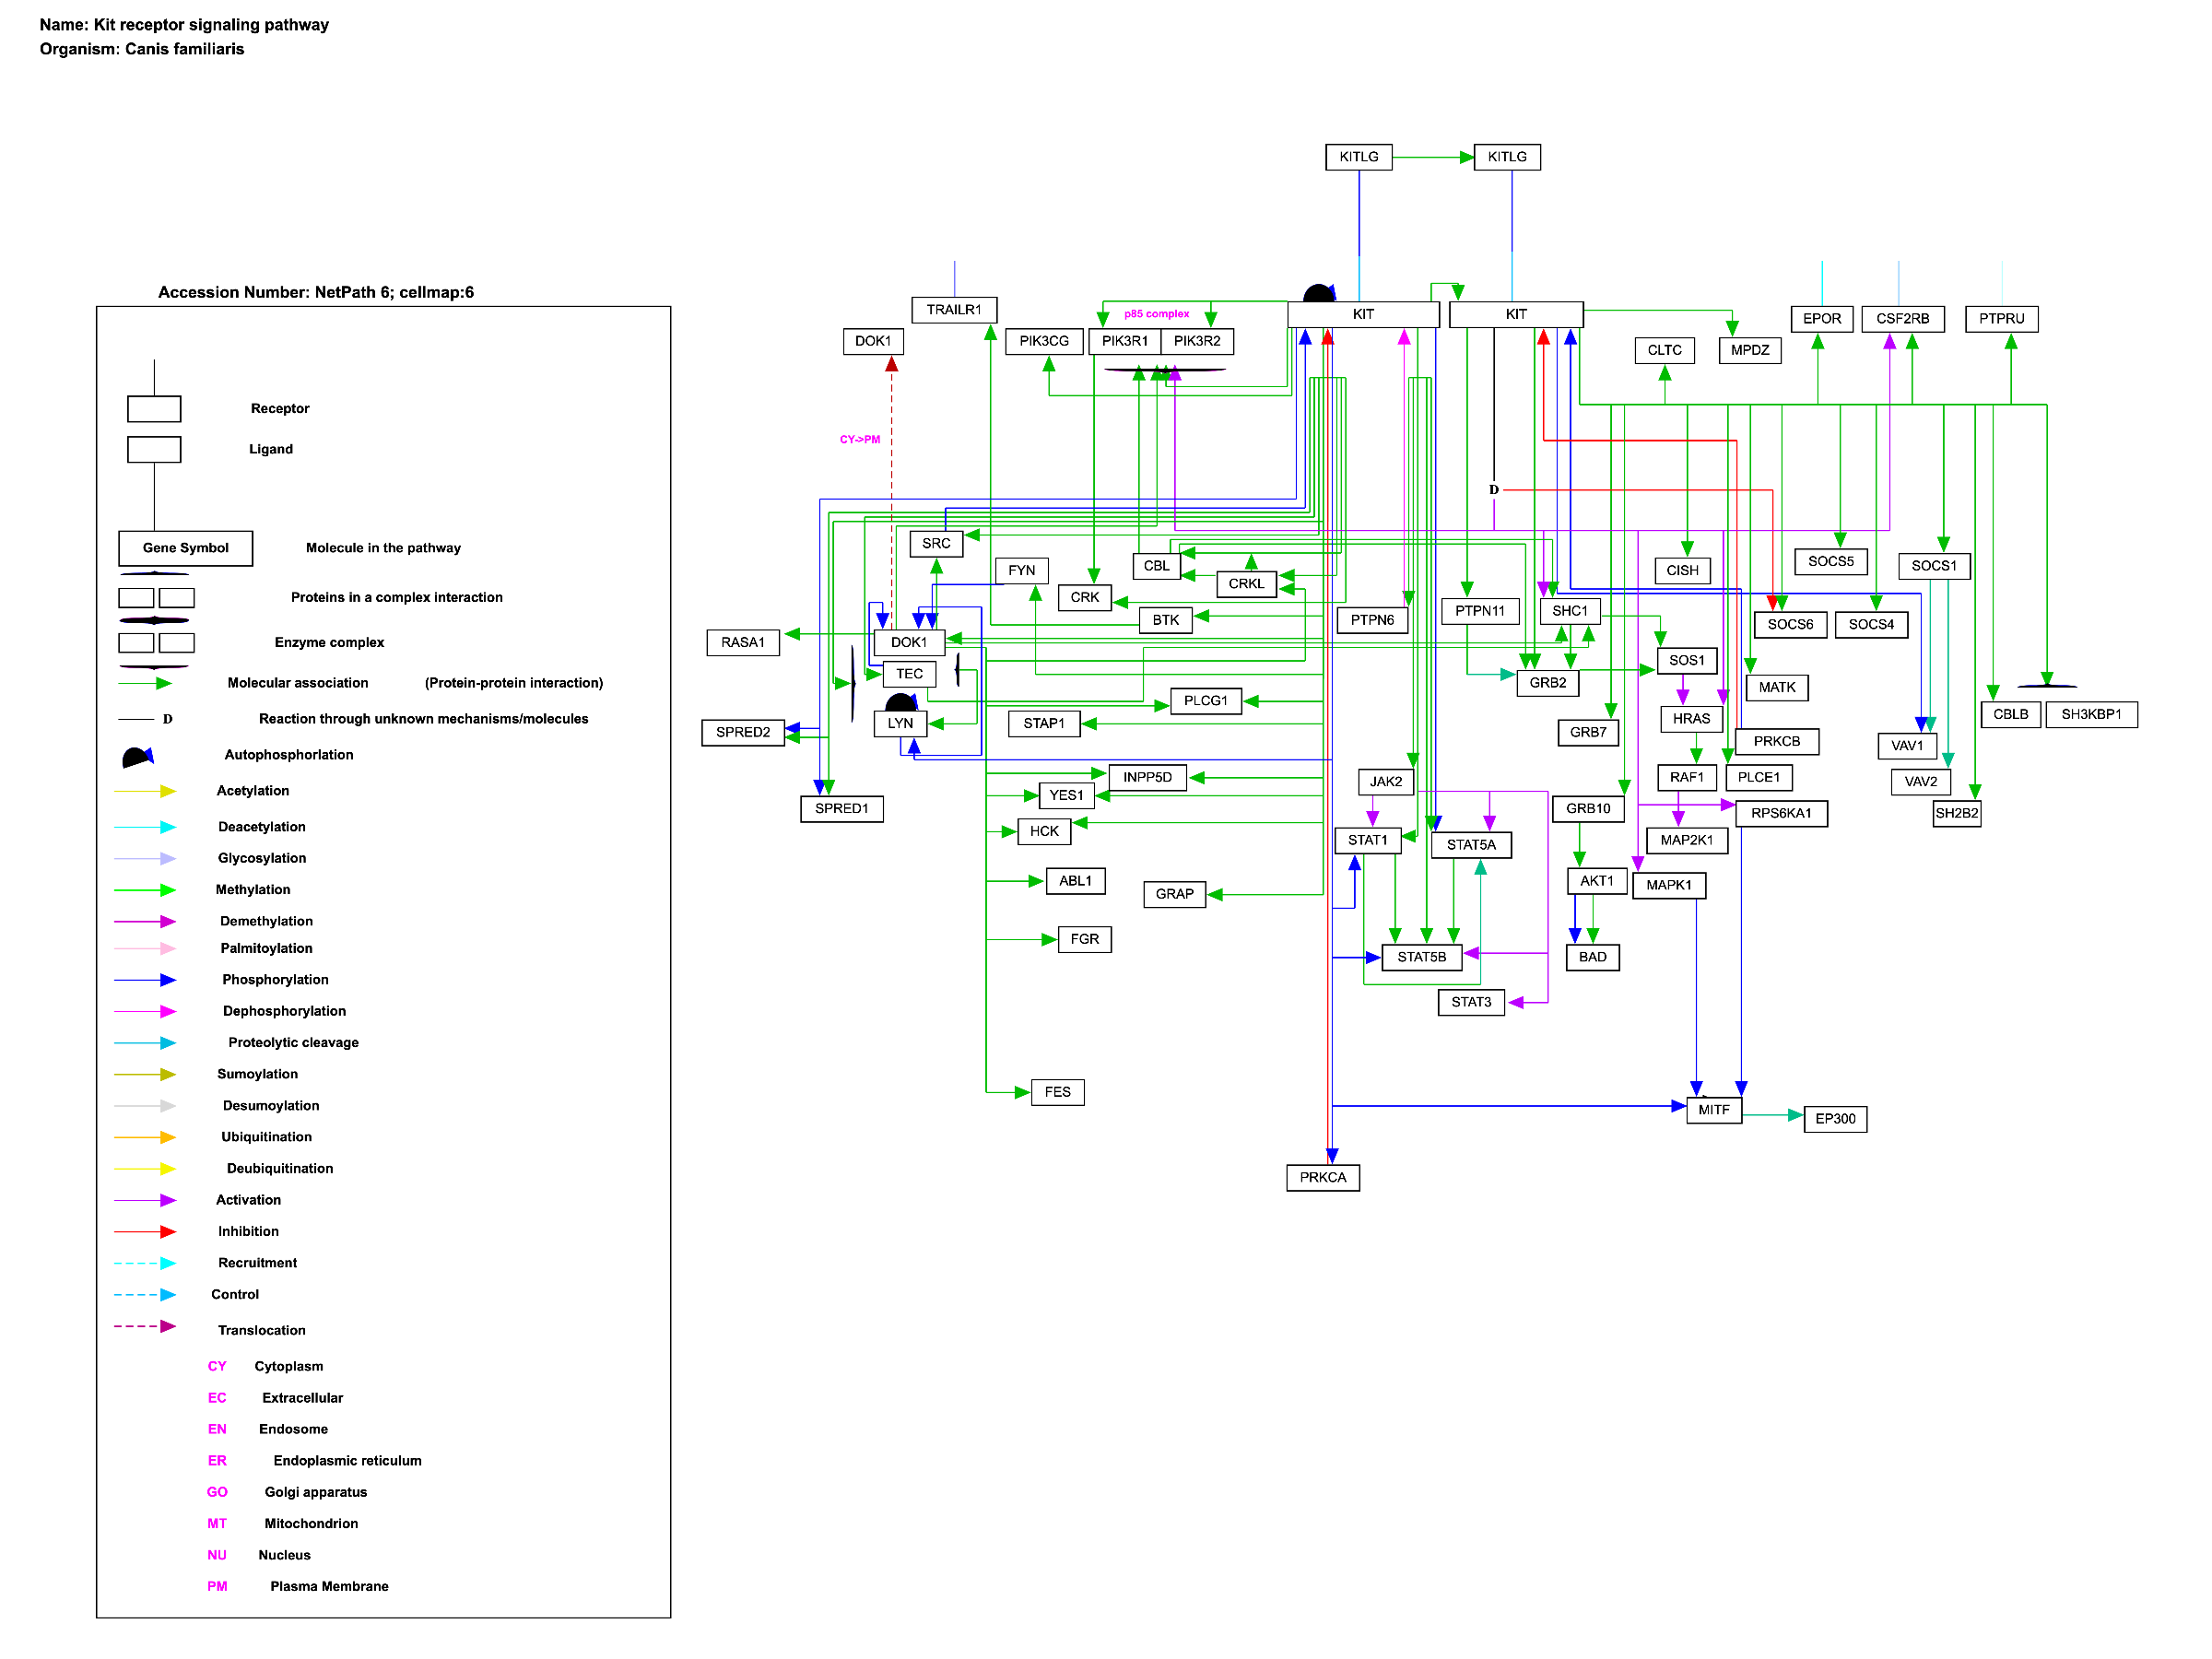 Name: Kit receptor signaling pathway
Organism: Canis familiaris
Accession Number: NetPath 6; cellmap:6
Receptor
Ligand
Gene Symbol
Molecule in the pathway
Proteins in a complex interaction
Enzyme complex
Molecular association (Protein-protein interaction)
D
Reaction through unknown mechanisms/molecules
Autophosphorlation
Acetylation
Deacetylation
Glycosylation
Methylation
Demethylation
Palmitoylation
Phosphorylation
Dephosphorylation
Proteolytic cleavage
Sumoylation
Desumoylation
Ubiquitination
Deubiquitination
Activation
Inhibition
Recruitment
Control
Translocation
CY Cytoplasm
EC Extracellular
EN Endosome
ER Endoplasmic reticulum
GO Golgi apparatus
MT Mitochondrion
NU Nucleus
PM Plasma Membrane
KITLG
KITLG
TRAILR1
p85 complex
KIT
KIT
EPOR
CSF2RB
PTPRU
DOK1
PIK3CG
PIK3R1
PIK3R2
CLTC
MPDZ
CY->PM
D
SRC
FYN
CBL
CRKL
CISH
SOCS5
SOCS1
CRK
BTK
PTPN6
PTPN11
SHC1
SOCS6
SOCS4
RASA1
DOK1
TEC
SOS1
GRB2
MATK
PLCG1
LYN
STAP1
HRAS
CBLB
SH3KBP1
SPRED2
GRB7
PRKCB
VAV1
INPP5D
JAK2
RAF1
PLCE1
VAV2
YES1
SPRED1
GRB10
RPS6KA1
SH2B2
HCK
STAT1
STAT5A
MAP2K1
ABL1
GRAP
AKT1
MAPK1
FGR
STAT5B
BAD
STAT3
FES
MITF
EP300
PRKCA